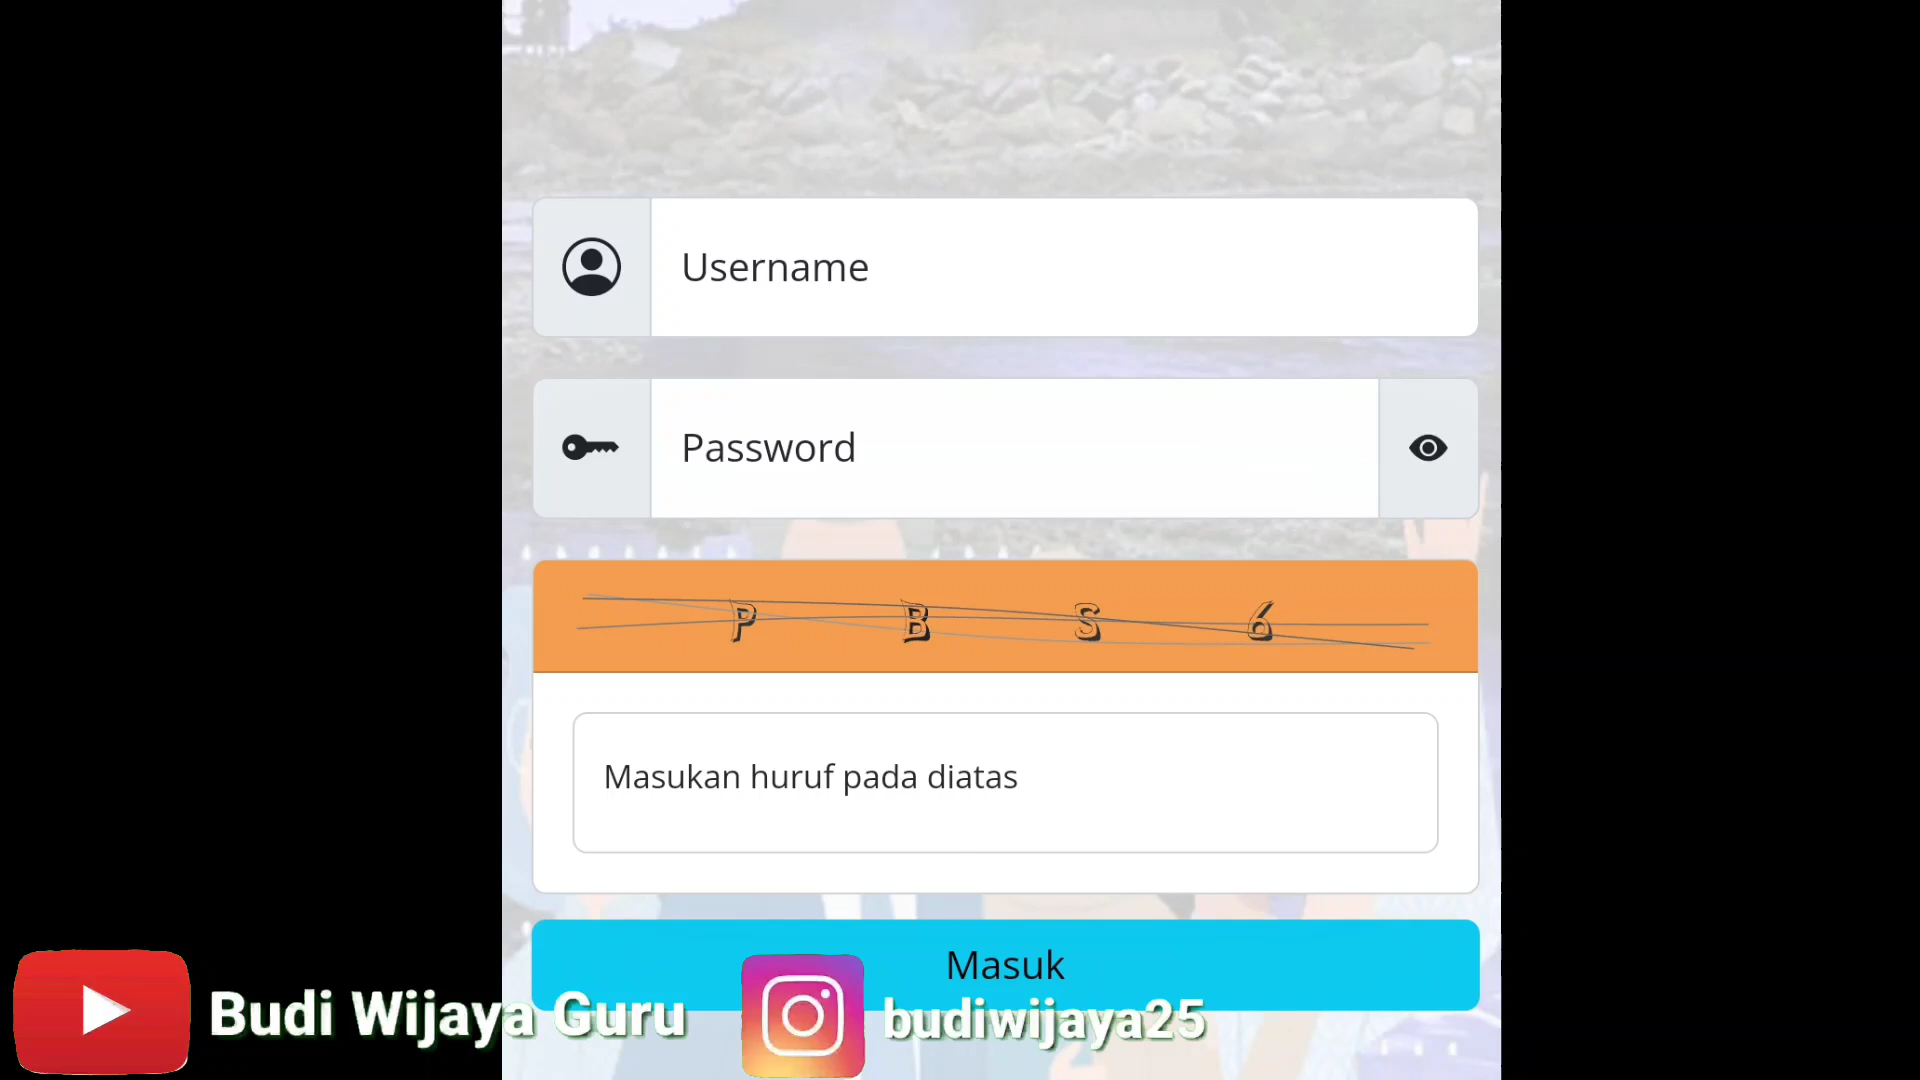 Username
Password
P B S 6
Masukan huruf pada diatas
Masuk
Budi Wijaya Guru
budiwijaya25